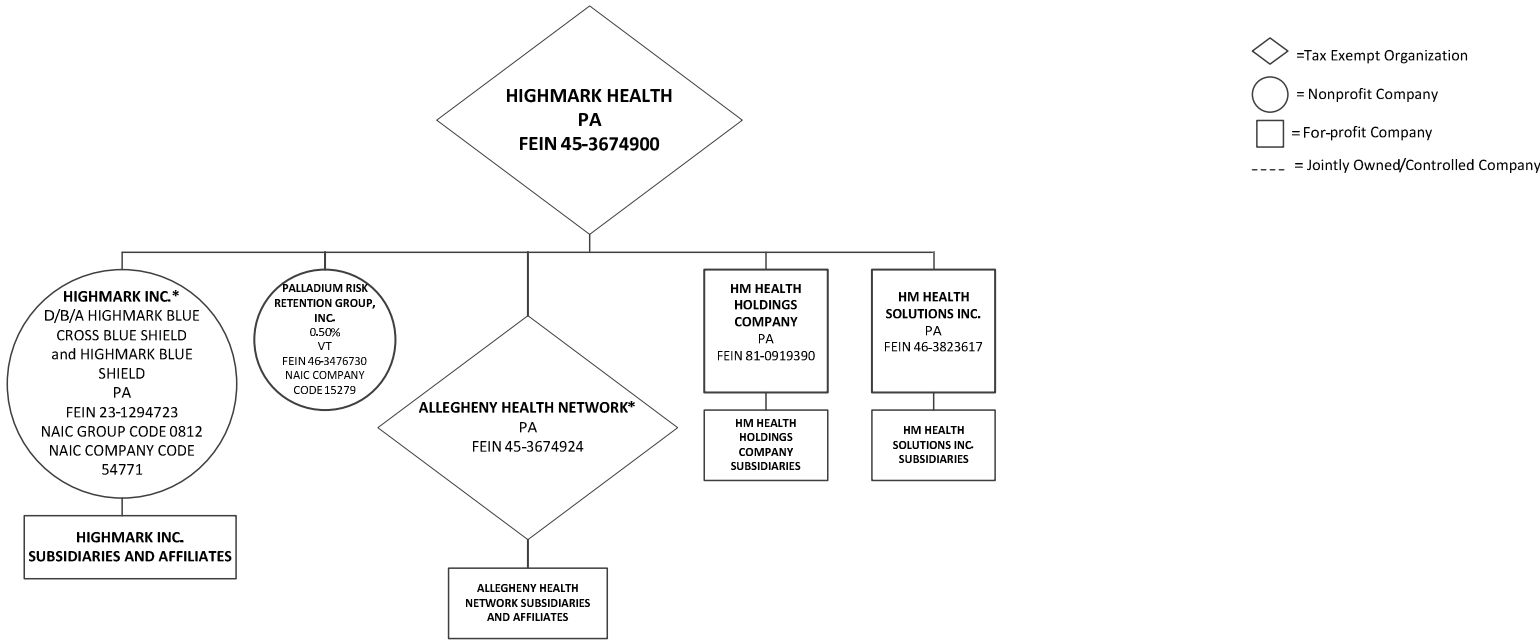 HIGHMARK HEALTH
PA
FEIN 45-3674900
=Tax Exempt Organization
= Nonprofit Company
= For-profit Company
= Jointly Owned/Controlled Company
HIGHMARK INC.*
D/B/A HIGHMARK BLUE
CROSS BLUE SHIELD
and HIGHMARK BLUE
SHIELD
PA
FEIN 23-1294723
NAIC GROUP CODE 0812
NAIC COMPANY CODE
54771
HIGHMARK INC.
SUBSIDIARIES AND AFFILIATES
PALLADIUM RISK
RETENTION GROUP,
INC.
0.50%
VT
FEIN 46-3476730
NAIC COMPANY
CODE 15279
ALLEGHENY HEALTH NETWORK*
PA
FEIN 45-3674924
ALLEGHENY HEALTH
NETWORK SUBSIDIARIES
AND AFFILIATES
HM HEALTH
HOLDINGS
COMPANY
PA
FEIN 81-0919390
HM HEALTH
HOLDINGS
COMPANY
SUBSIDIARIES
HM HEALTH
SOLUTIONS INC.
PA
FEIN 46-3823617
HM HEALTH
SOLUTIONS INC.
SUBSIDIARIES